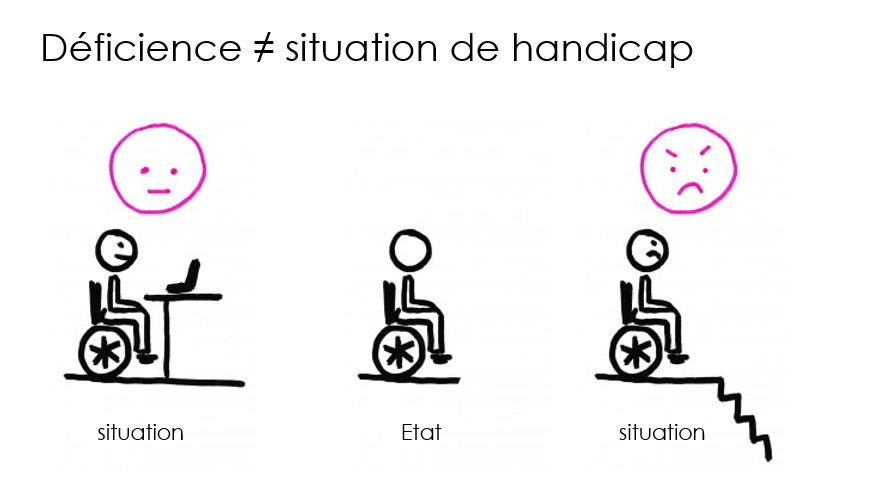 Déficience ≠ situation de handicap
situation
Etat
situation